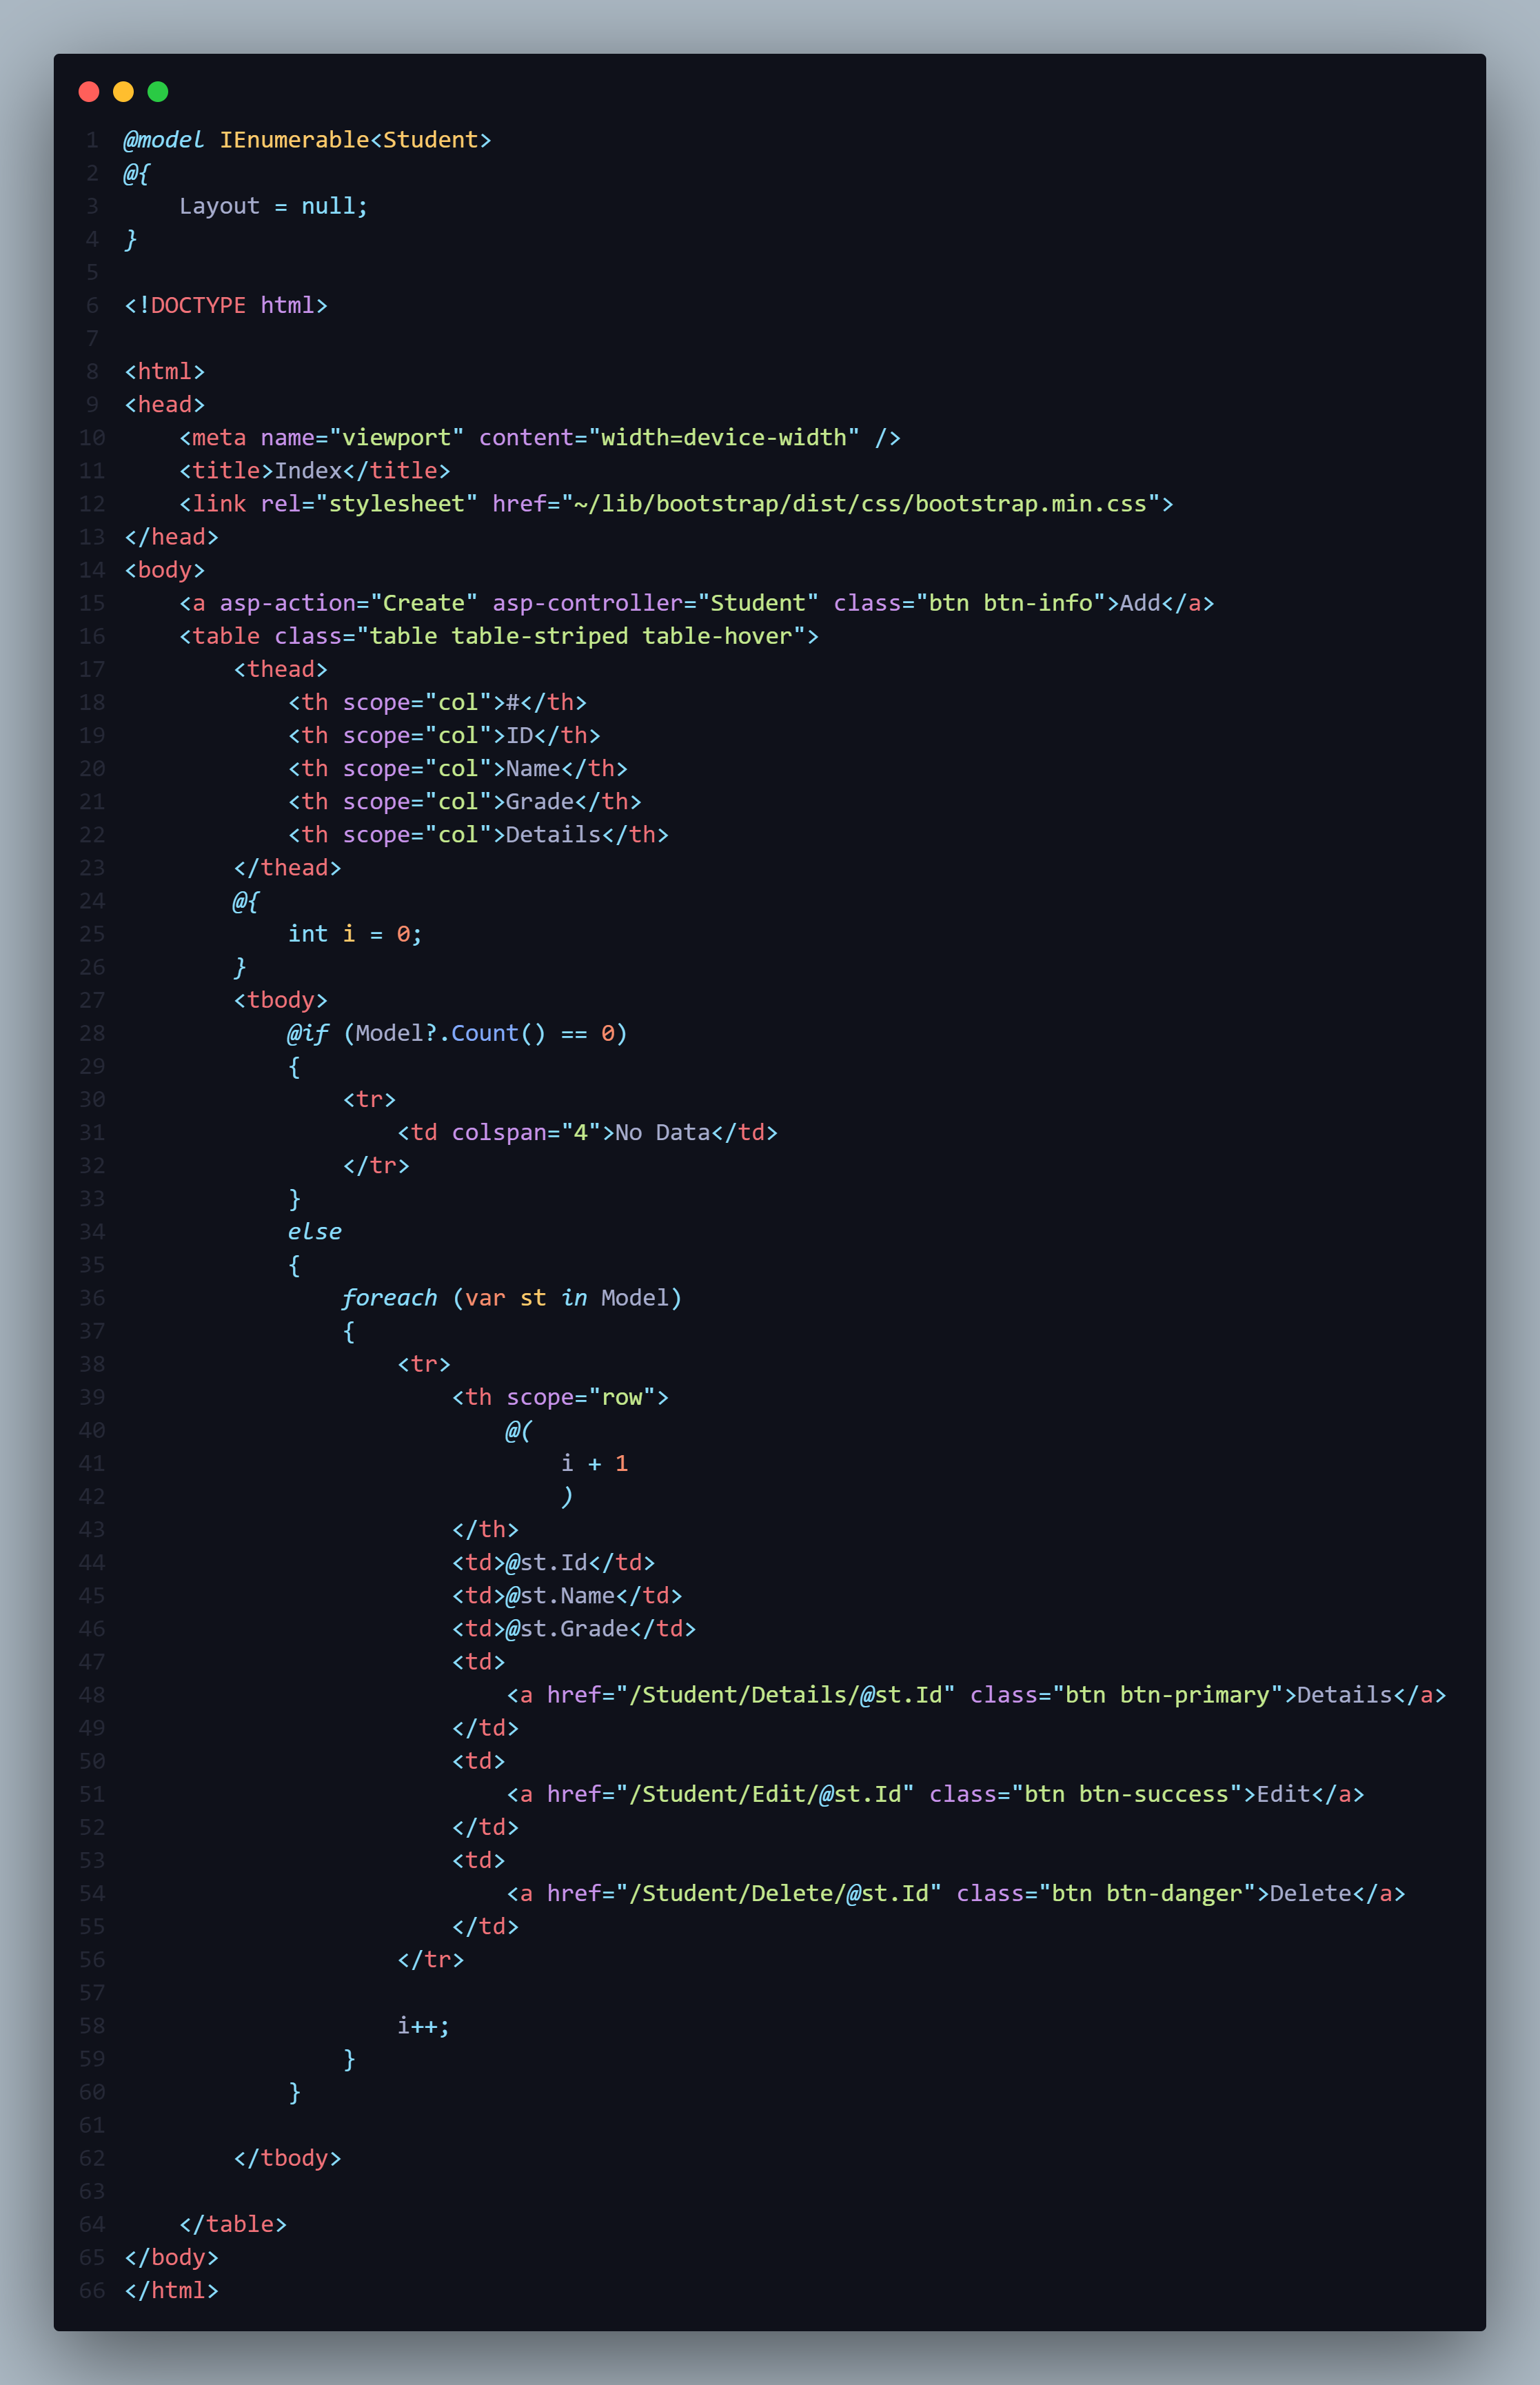 1 @model IEnumerable<Student>
2 @{
3     Layout = null;
4 }
5
6 <!DOCTYPE html>
7
8 <html>
9 <head>
10     <meta name="viewport" content="width=device-width" />
11     <title>Index</title>
12     <link rel="stylesheet" href="~/lib/bootstrap/dist/css/bootstrap.min.css">
13 </head>
14 <body>
15     <a asp-action="Create" asp-controller="Student" class="btn btn-info">Add</a>
16     <table class="table table-striped table-hover">
17         <thead>
18             <th scope="col">#</th>
19             <th scope="col">ID</th>
20             <th scope="col">Name</th>
21             <th scope="col">Grade</th>
22             <th scope="col">Details</th>
23         </thead>
24         @{
25             int i = 0;
26         }
27         <tbody>
28             @if (Model?.Count() == 0)
29             {
30                 <tr>
31                     <td colspan="4">No Data</td>
32                 </tr>
33             }
34             else
35             {
36                 foreach (var st in Model)
37                 {
38                     <tr>
39                         <th scope="row">
40                             @(
41                                 i + 1
42                                 )
43                         </th>
44                         <td>@st.Id</td>
45                         <td>@st.Name</td>
46                         <td>@st.Grade</td>
47                         <td>
48                             <a href="/Student/Details/@st.Id" class="btn btn-primary">Details</a>
49                         </td>
50                         <td>
51                             <a href="/Student/Edit/@st.Id" class="btn btn-success">Edit</a>
52                         </td>
53                         <td>
54                             <a href="/Student/Delete/@st.Id" class="btn btn-danger">Delete</a>
55                         </td>
56                     </tr>
57
58                     i++;
59                 }
60             }
61
62         </tbody>
63
64     </table>
65 </body>
66 </html>